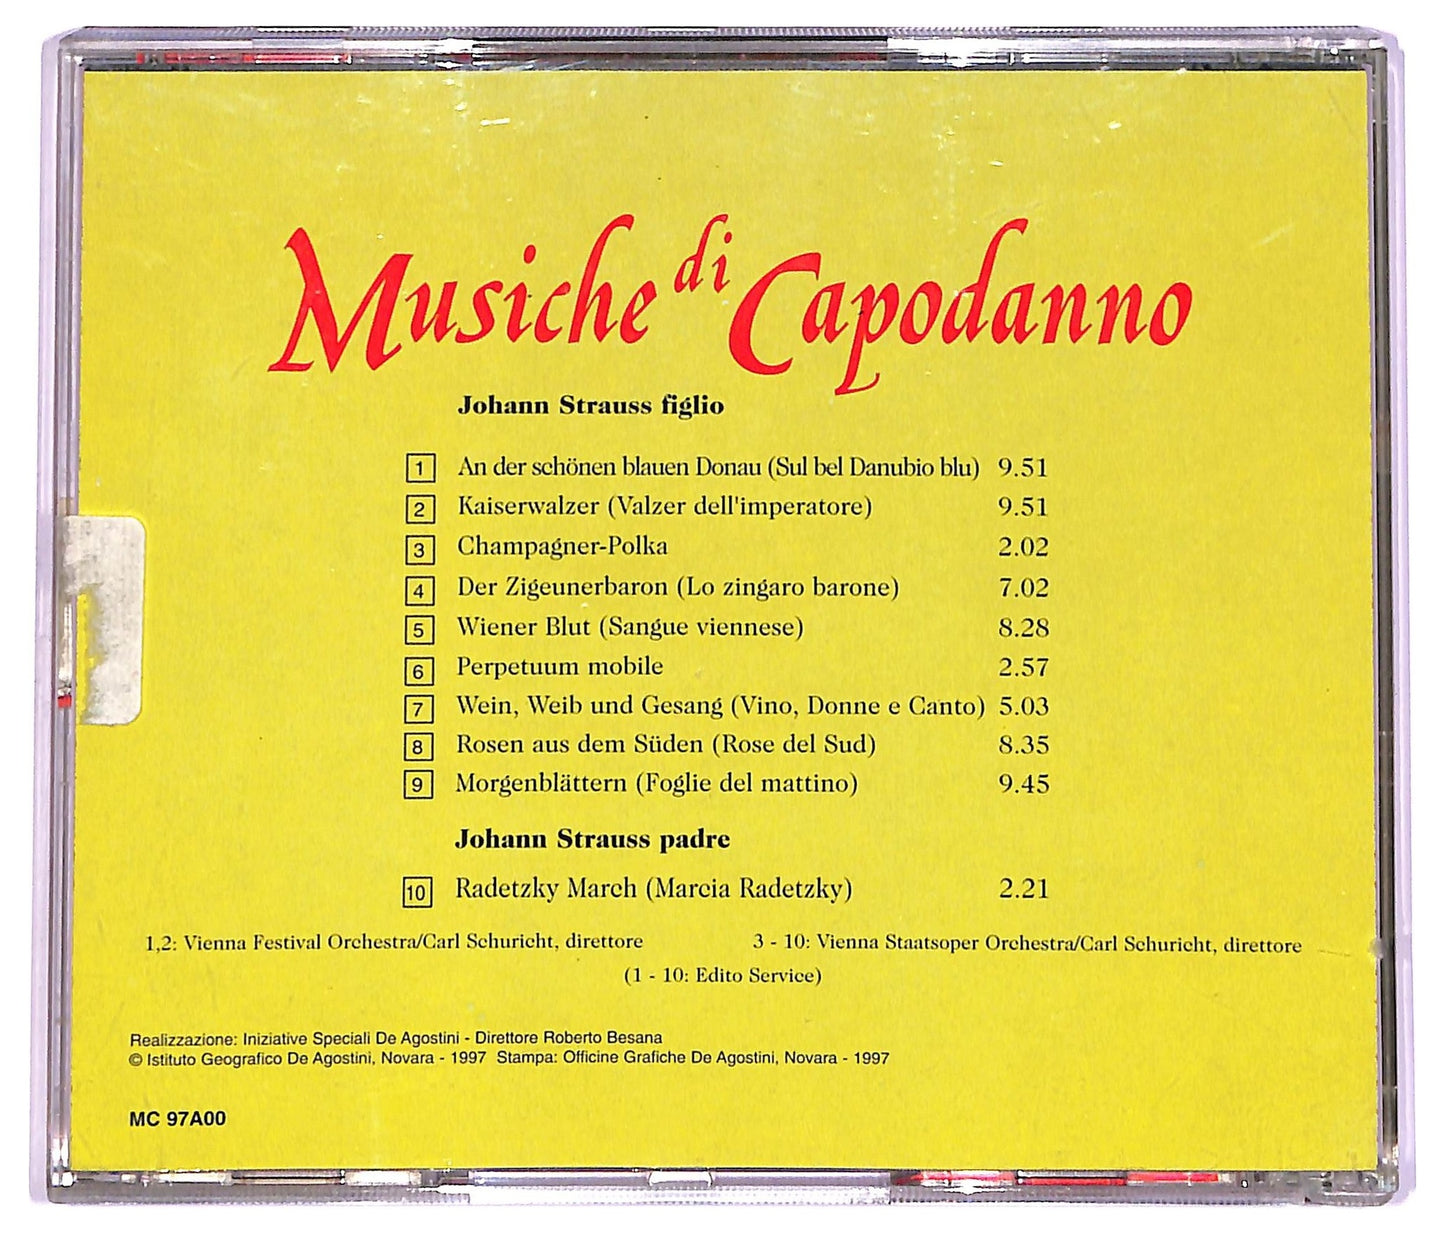 Musiche di Capodanno
Johann Strauss figlio
1 An der schönen blauen Donau (Sul bel Danubio blu) 9.51
2 Kaiserwalzer (Valzer dell'imperatore) 9.51
3 Champagner-Polka 2.02
4 Der Zigeunerbaron (Lo zingaro barone) 7.02
5 Wiener Blut (Sangue viennese) 8.28
6 Perpetuum mobile 2.57
7 Wein, Weib und Gesang (Vino, Donne e Canto) 5.03
8 Rosen aus dem Süden (Rose del Sud) 8.35
9 Morgenblättern (Foglie del mattino) 9.45
Johann Strauss padre
10 Radetzky March (Marcia Radetzky) 2.21
1,2: Vienna Festival Orchestra/Carl Schuricht, direttore 3 - 10: Vienna Staatsoper Orchestra/Carl Schuricht, direttore
(1 - 10: Edito Service)
Realizzazione: Iniziative Speciali De Agostini - Direttore Roberto Besana
© Istituto Geografico De Agostini, Novara - 1997 Stampa: Officine Grafiche De Agostini, Novara - 1997
MC 97A00